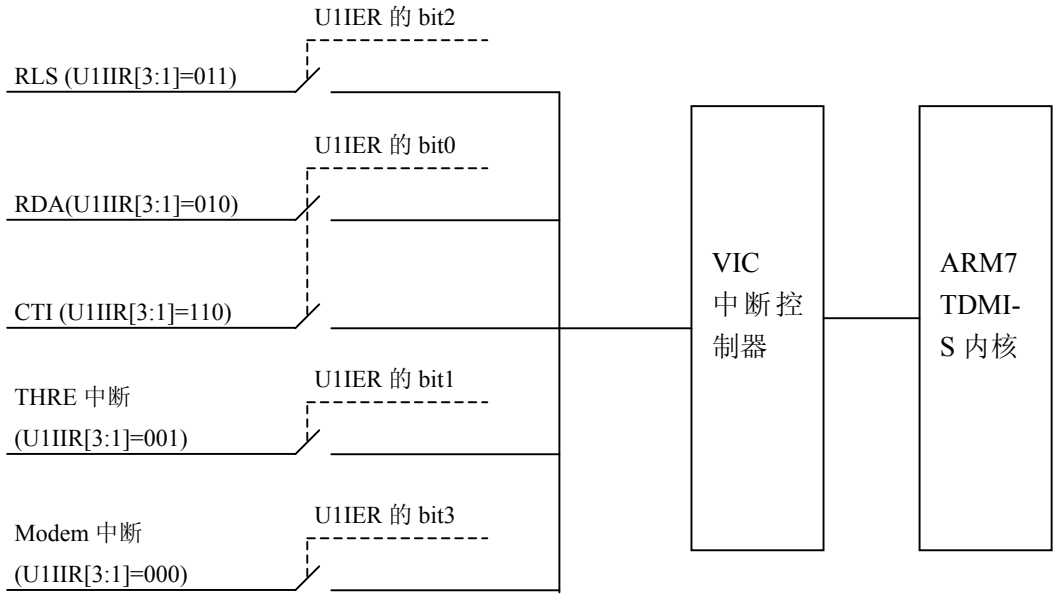 U1IER 的 bit2
RLS (U1IIR[3:1]=011)
U1IER 的 bit0
RDA(U1IIR[3:1]=010)
CTI (U1IIR[3:1]=110)
U1IER 的 bit1
THRE 中断
(U1IIR[3:1]=001)
U1IER 的 bit3
Modem 中断
(U1IIR[3:1]=000)
VIC
中断控
制器
ARM7
TDMI-
S 内核